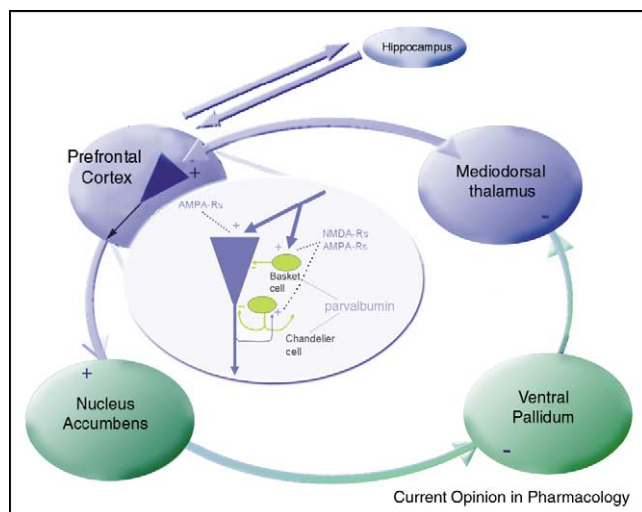 Hippocampus
Prefrontal
Cortex
+
Mediodorsal
thalamus
-
AMPA-Rs
+
NMDA-Rs
AMPA-Rs
+
-
Basket
cell
parvalbumin
-
+
Chandelier
cell
+
Nucleus
Accumbens
Ventral
Pallidum
-
Current Opinion in Pharmacology